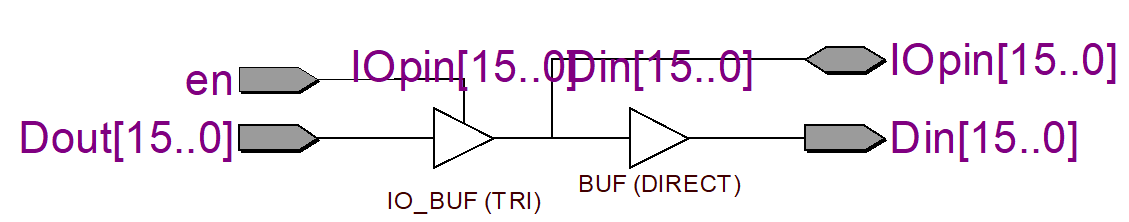 IOpin[15..0]
Din[15..0]
IOpin[15..0]
en
Dout[15..0]
Din[15..0]
IO_BUF (TRI)
BUF (DIRECT)